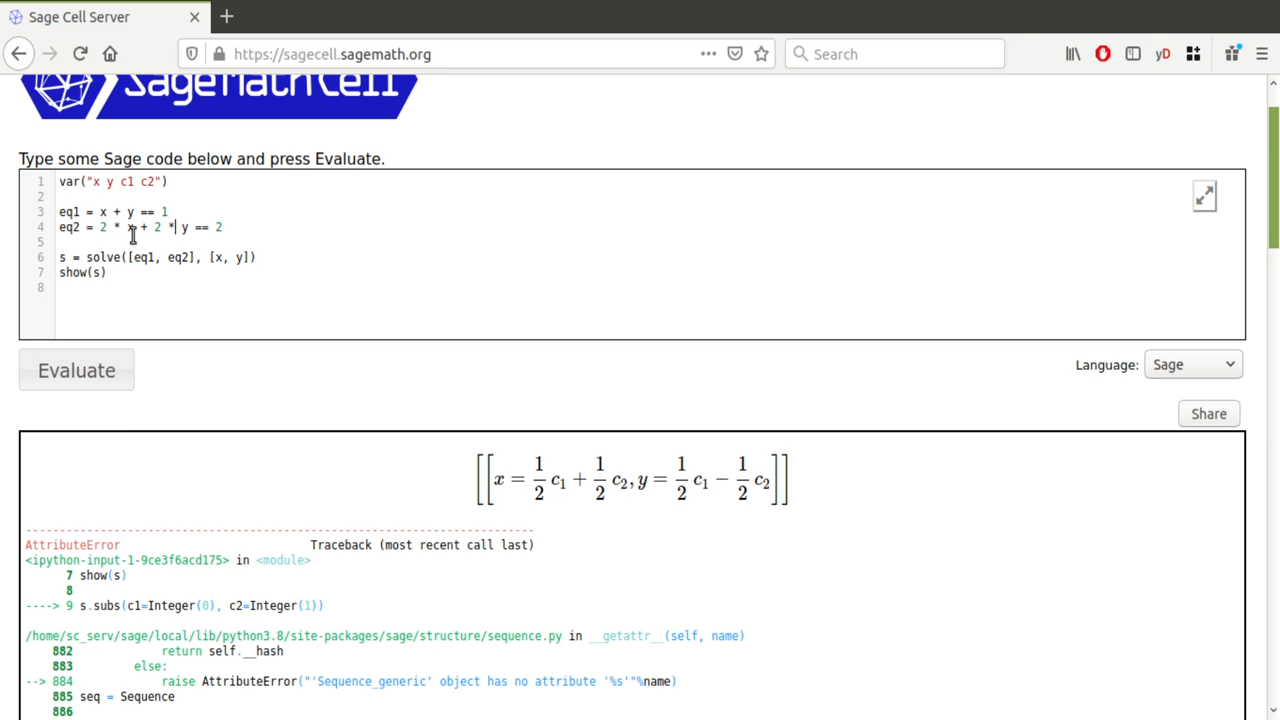 Sage Cell Server
https://sagecell.sagemath.org
Search
yD
SageMathCell
Type some Sage code below and press Evaluate.
1 var("x y c1 c2")
2
3 eq1 = x + y == 1
4 eq2 = 2 * x + 2 * y == 2
5
6 s = solve([eq1, eq2], [x, y])
7 show(s)
8
Evaluate
Language: Sage
Share
[[x = 1/2 c₁ + 1/2 c₂, y = 1/2 c₁ − 1/2 c₂]]
---------------------------------------------------------------------------
AttributeError Traceback (most recent call last)
<ipython-input-1-9ce3f6acd175> in <module>
7 show(s)
8
----> 9 s.subs(c1=Integer(0), c2=Integer(1))
/home/sc_serv/sage/local/lib/python3.8/site-packages/sage/structure/sequence.py in __getattr__(self, name)
882 return self.__hash
883 else:
--> 884 raise AttributeError("'Sequence_generic' object has no attribute '%s'"%name)
885 seq = Sequence
886